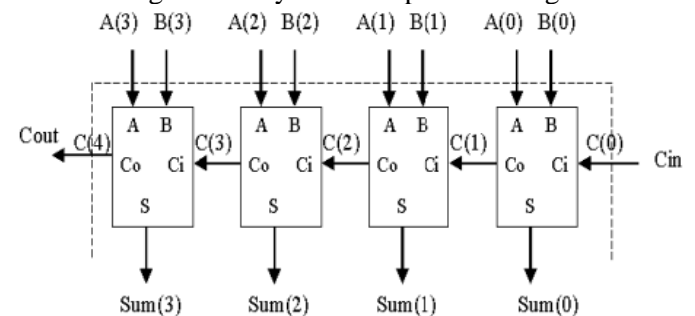 A(3) B(3) A(2) B(2) A(1) B(1) A(0) B(0)
A B A B A B A B
Cout C(4) C(3) C(2) C(1) C(0) Cin
Co Ci Co Ci Co Ci Co Ci
S S S S
Sum(3) Sum(2) Sum(1) Sum(0)